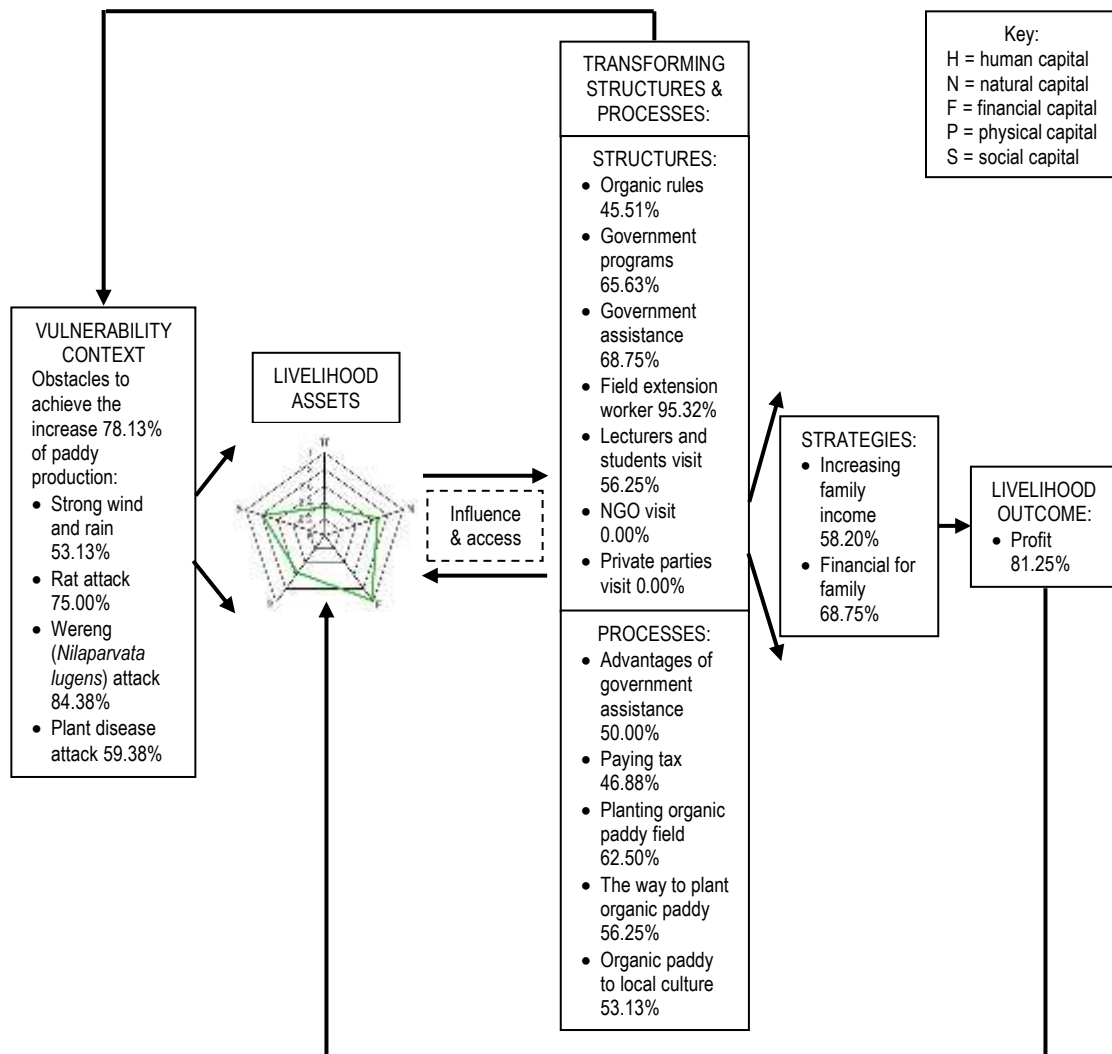 Key:
H = human capital
N = natural capital
F = financial capital
P = physical capital
S = social capital
TRANSFORMING
STRUCTURES &
PROCESSES:
STRUCTURES:
• Organic rules
45.51%
• Government
programs
65.63%
• Government
assistance
68.75%
• Field extension
worker 95.32%
• Lecturers and
students visit
56.25%
• NGO visit
0.00%
• Private parties
visit 0.00%
PROCESSES:
• Advantages of
government
assistance
50.00%
• Paying tax
46.88%
• Planting organic
paddy field
62.50%
• The way to plant
organic paddy
56.25%
• Organic paddy
to local culture
53.13%
VULNERABILITY
CONTEXT
Obstacles to
achieve the
increase 78.13%
of paddy
production:
• Strong wind
and rain
53.13%
• Rat attack
75.00%
• Wereng
(Nilaparvata
lugens) attack
84.38%
• Plant disease
attack 59.38%
LIVELIHOOD
ASSETS
H
N
F
Influence
& access
STRATEGIES:
• Increasing
family
income
58.20%
• Financial for
family
68.75%
LIVELIHOOD
OUTCOME:
• Profit
81.25%